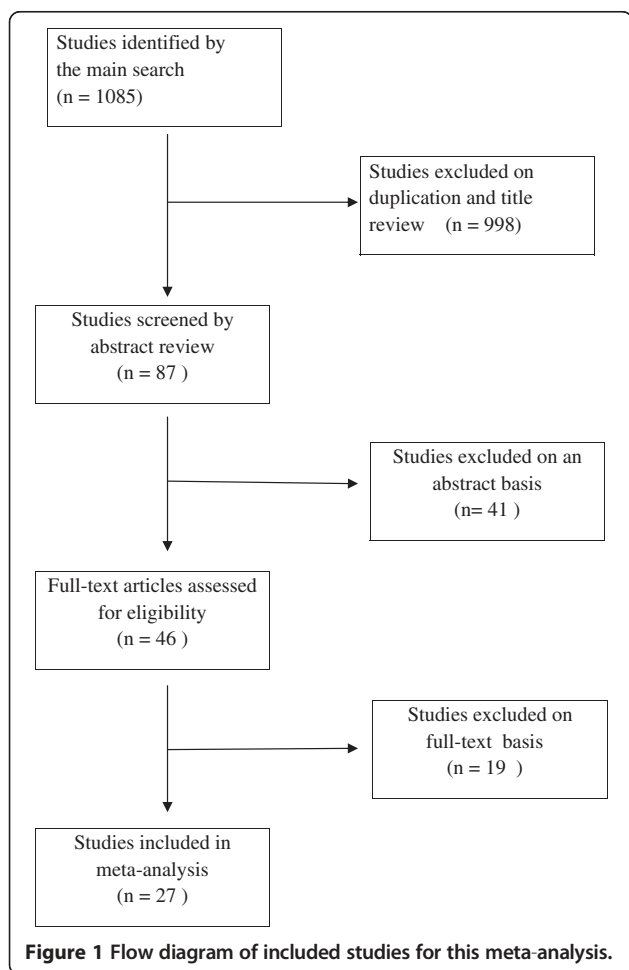 Studies identified by
the main search
(n = 1085)
Studies excluded on
duplication and title
review (n = 998)
Studies screened by
abstract review
(n = 87 )
Studies excluded on an
abstract basis
(n= 41 )
Full-text articles assessed
for eligibility
(n = 46 )
Studies excluded on
full-text basis
(n = 19 )
Studies included in
meta-analysis
(n = 27 )
Figure 1 Flow diagram of included studies for this meta-analysis.